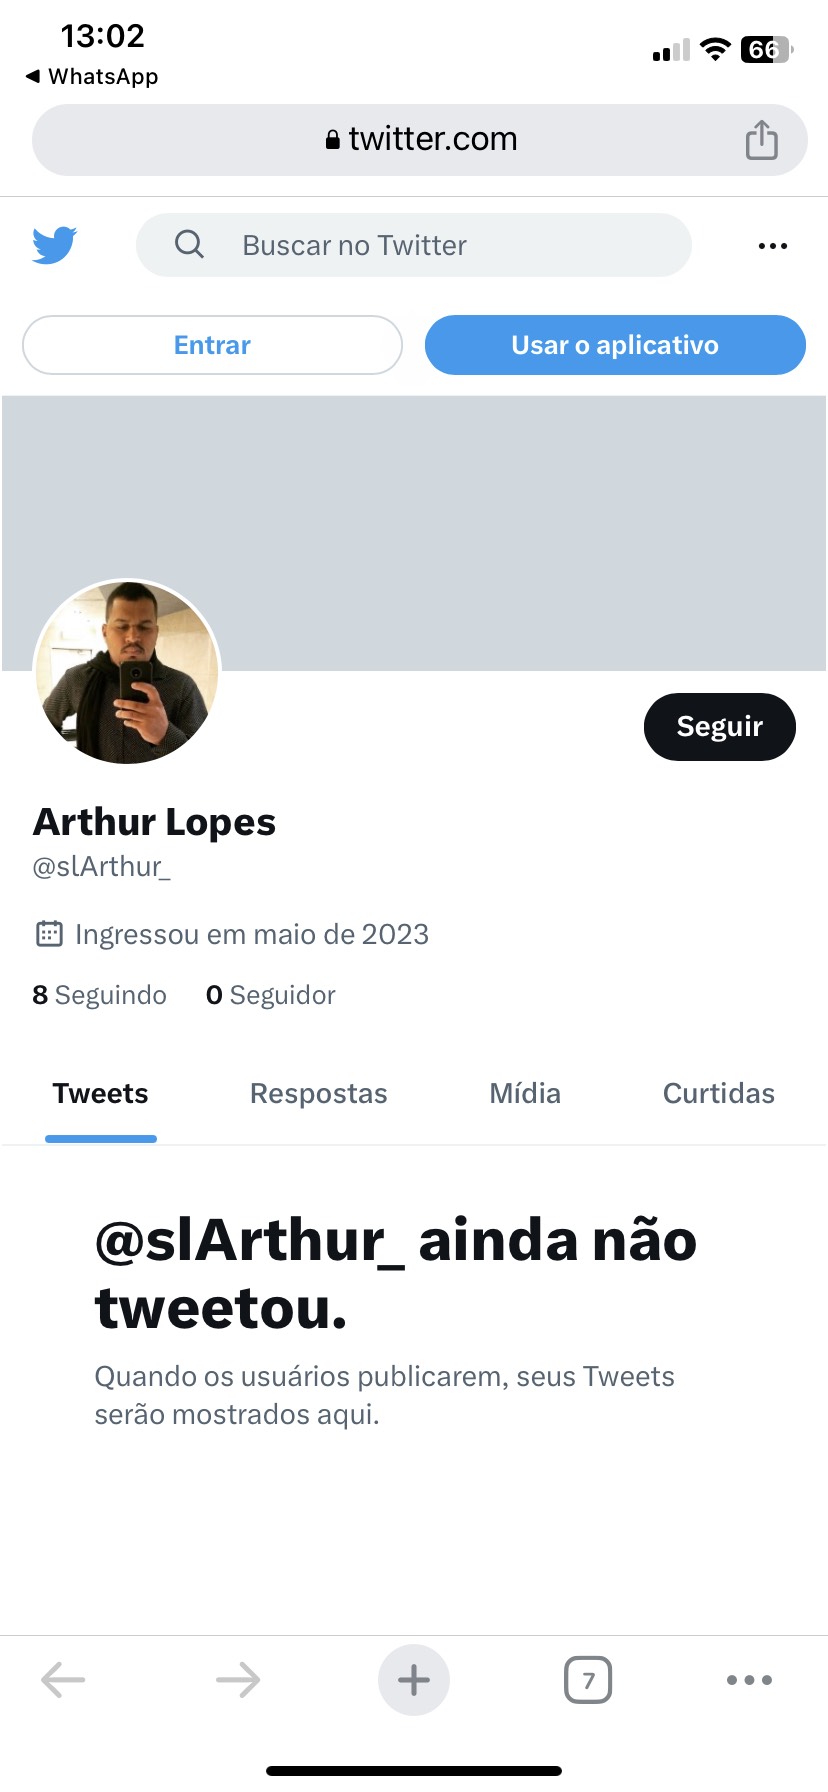 13:02
66
◀ WhatsApp
twitter.com
Buscar no Twitter
Entrar
Usar o aplicativo
Seguir
Arthur Lopes
@slArthur_
Ingressou em maio de 2023
8 Seguindo 0 Seguidor
Tweets Respostas Mídia Curtidas
@slArthur_ ainda não
tweetou.
Quando os usuários publicarem, seus Tweets
serão mostrados aqui.
7